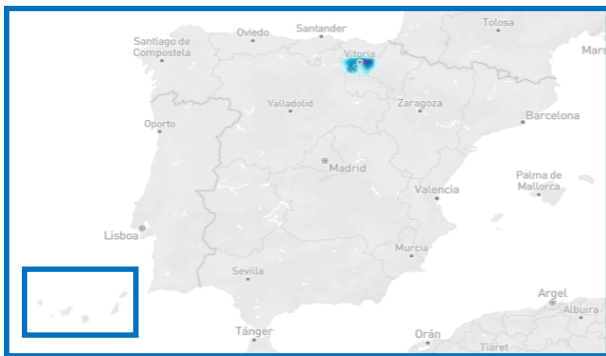 Tolosa
Santander
Oviedo
Santiago de
Compostela
Mars
Vitoria
Valladolid
Zaragoza
Barcelona
Oporto
Madrid
Palma de
Mallorca
Valencia
Lisboa
Murcia
Sevilla
Argel
Albuira
Tánger
Orán
Tiaret